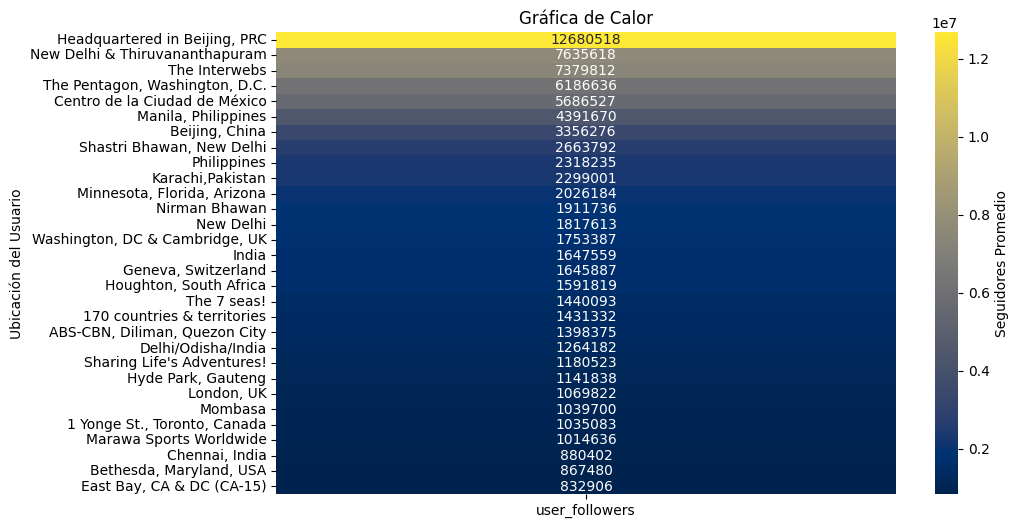 Gráfica de Calor
1e7
Headquartered in Beijing, PRC 12680518
New Delhi & Thiruvananthapuram 7635618
The Interwebs 7379812
The Pentagon, Washington, D.C. 6186636
Centro de la Ciudad de México 5686527
Manila, Philippines 4391670
Beijing, China 3356276
Shastri Bhawan, New Delhi 2663792
Philippines 2318235
Karachi,Pakistan 2299001
Minnesota, Florida, Arizona 2026184
Nirman Bhawan 1911736
New Delhi 1817613
Washington, DC & Cambridge, UK 1753387
India 1647559
Geneva, Switzerland 1645887
Houghton, South Africa 1591819
The 7 seas! 1440093
170 countries & territories 1431332
ABS-CBN, Diliman, Quezon City 1398375
Delhi/Odisha/India 1264182
Sharing Life's Adventures! 1180523
Hyde Park, Gauteng 1141838
London, UK 1069822
Mombasa 1039700
1 Yonge St., Toronto, Canada 1035083
Marawa Sports Worldwide 1014636
Chennai, India 880402
Bethesda, Maryland, USA 867480
East Bay, CA & DC (CA-15) 832906
user_followers
Ubicación del Usuario
1.2
1.0
0.8
0.6
0.4
0.2
Seguidores Promedio